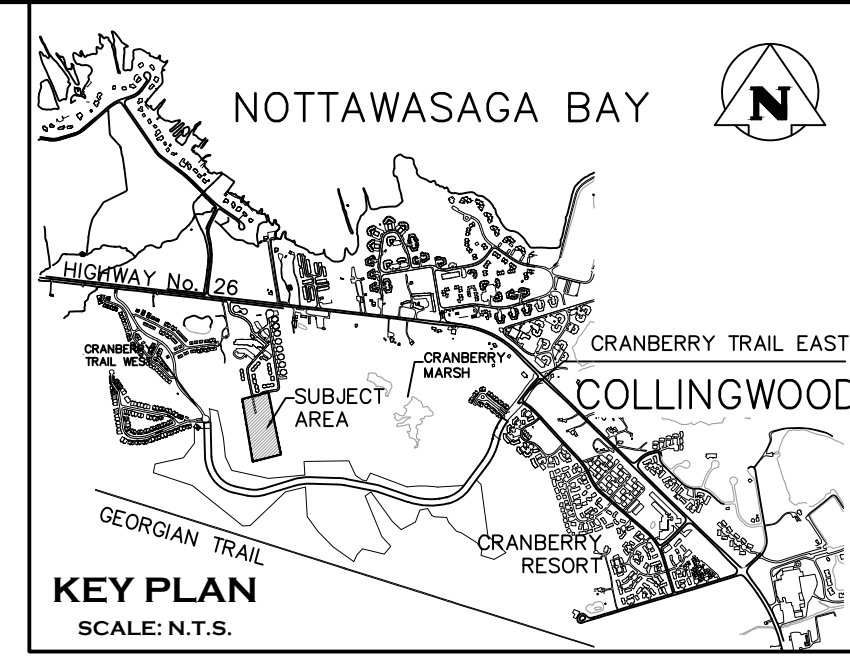 NOTTAWASAGA BAY
N
HIGHWAY No. 26
CRANBERRY
TRAIL WEST
CRANBERRY
MARSH
CRANBERRY TRAIL EAST
COLLINGWOOD
SUBJECT
AREA
GEORGIAN TRAIL
CRANBERRY
RESORT
KEY PLAN
SCALE: N.T.S.